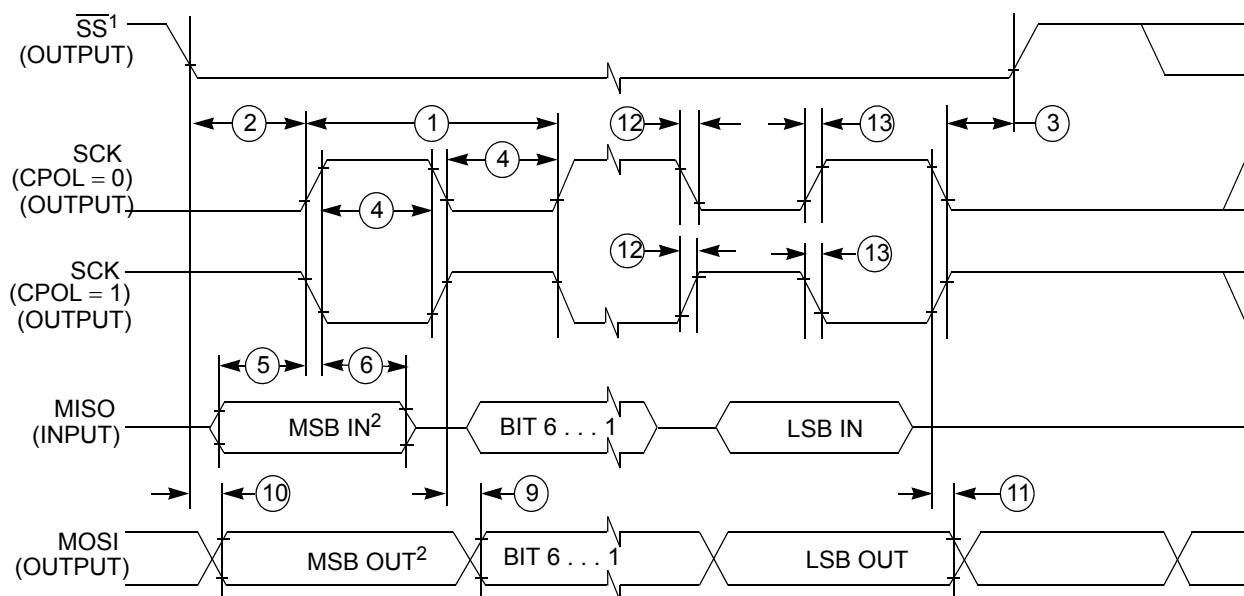 SS1
(OUTPUT)
2
1
12
13
3
SCK
(CPOL = 0)
(OUTPUT)
4
4
12
13
SCK
(CPOL = 1)
(OUTPUT)
5
6
MISO
(INPUT)
MSB IN2
BIT 6 . . . 1
LSB IN
10
9
11
MOSI
(OUTPUT)
MSB OUT2
BIT 6 . . . 1
LSB OUT